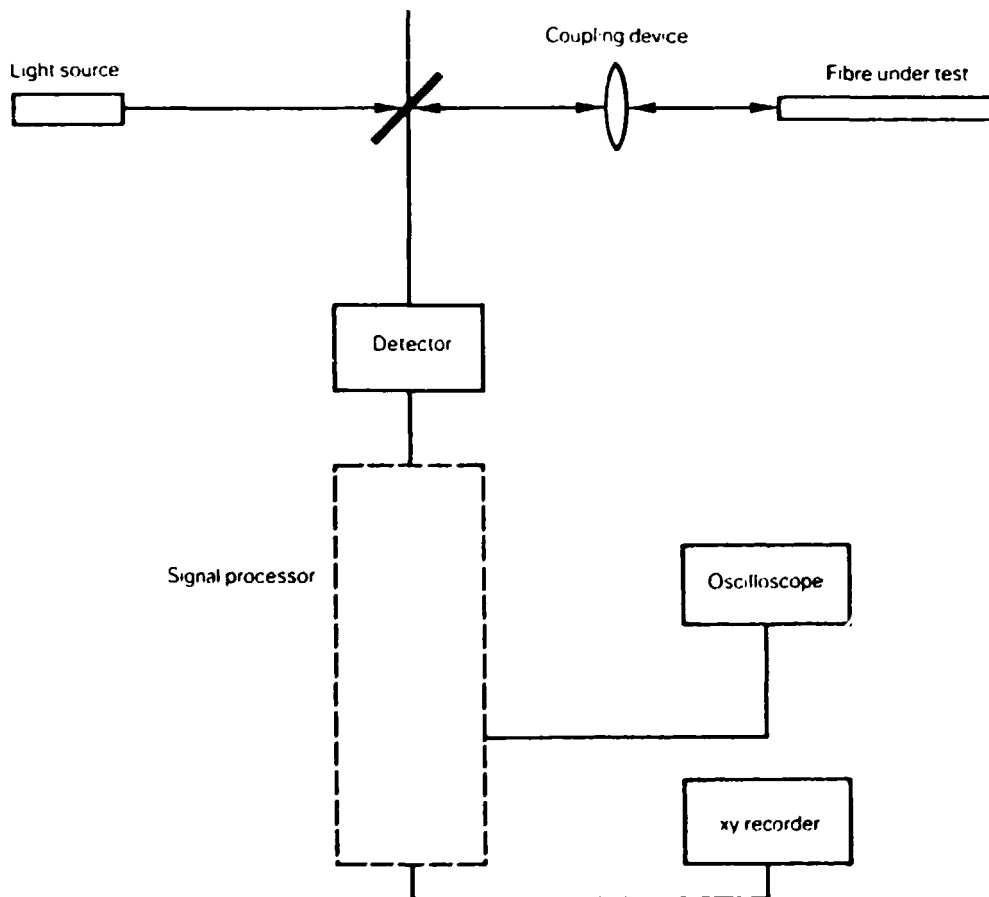 Coupling device
Light source
Fibre under test
Detector
Signal processor
Oscilloscope
xy recorder